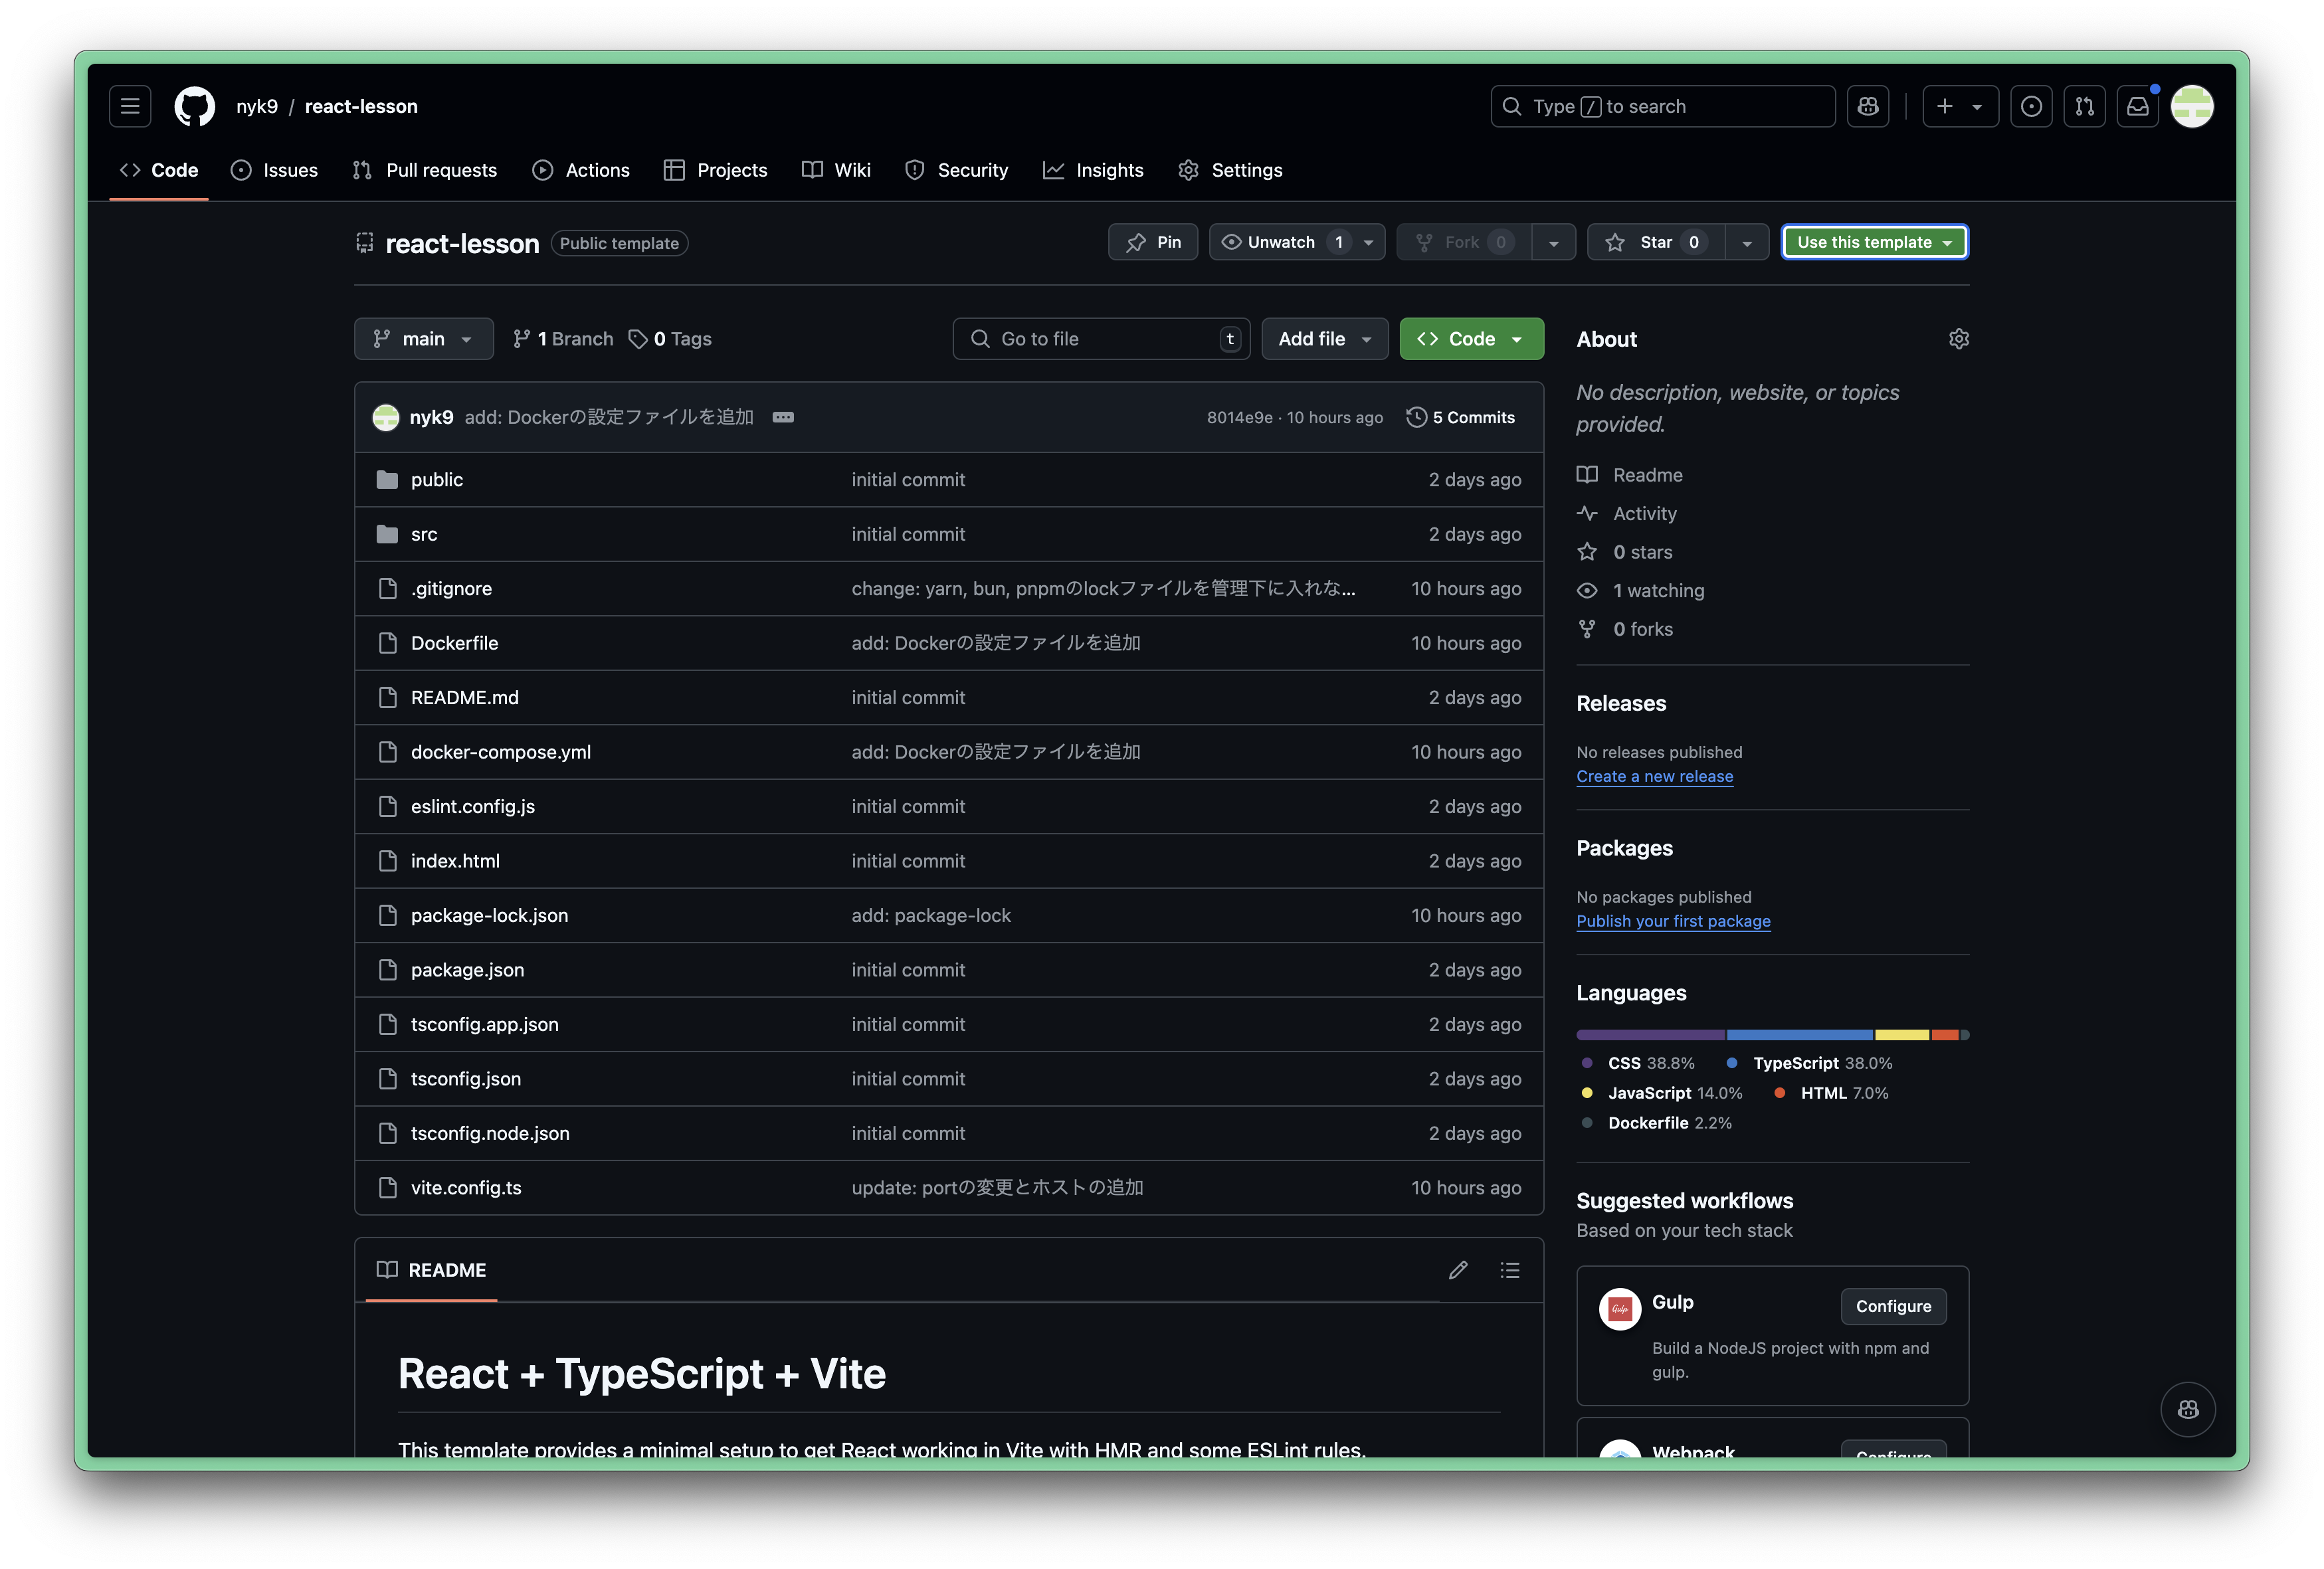 nyk9 / react-lesson
Type / to search
Code Issues Pull requests Actions Projects Wiki Security Insights Settings
react-lesson Public template
Pin Unwatch 1 Fork 0 Star 0 Use this template
main 1 Branch 0 Tags Go to file t Add file Code
nyk9 add: Dockerの設定ファイルを追加 8014e9e · 10 hours ago 5 Commits
public initial commit 2 days ago
src initial commit 2 days ago
.gitignore change: yarn, bun, pnpmのlockファイルを管理下に入れな... 10 hours ago
Dockerfile add: Dockerの設定ファイルを追加 10 hours ago
README.md initial commit 2 days ago
docker-compose.yml add: Dockerの設定ファイルを追加 10 hours ago
eslint.config.js initial commit 2 days ago
index.html initial commit 2 days ago
package-lock.json add: package-lock 10 hours ago
package.json initial commit 2 days ago
tsconfig.app.json initial commit 2 days ago
tsconfig.json initial commit 2 days ago
tsconfig.node.json initial commit 2 days ago
vite.config.ts update: portの変更とホストの追加 10 hours ago
README
React + TypeScript + Vite
This template provides a minimal setup to get React working in Vite with HMR and some ESLint rules.
About
No description, website, or topics
provided.
Readme
Activity
0 stars
1 watching
0 forks
Releases
No releases published
Create a new release
Packages
No packages published
Publish your first package
Languages
CSS 38.8% TypeScript 38.0%
JavaScript 14.0% HTML 7.0%
Dockerfile 2.2%
Suggested workflows
Based on your tech stack
Gulp
Gulp Configure
Build a NodeJS project with npm and
gulp.
Webpack Configure